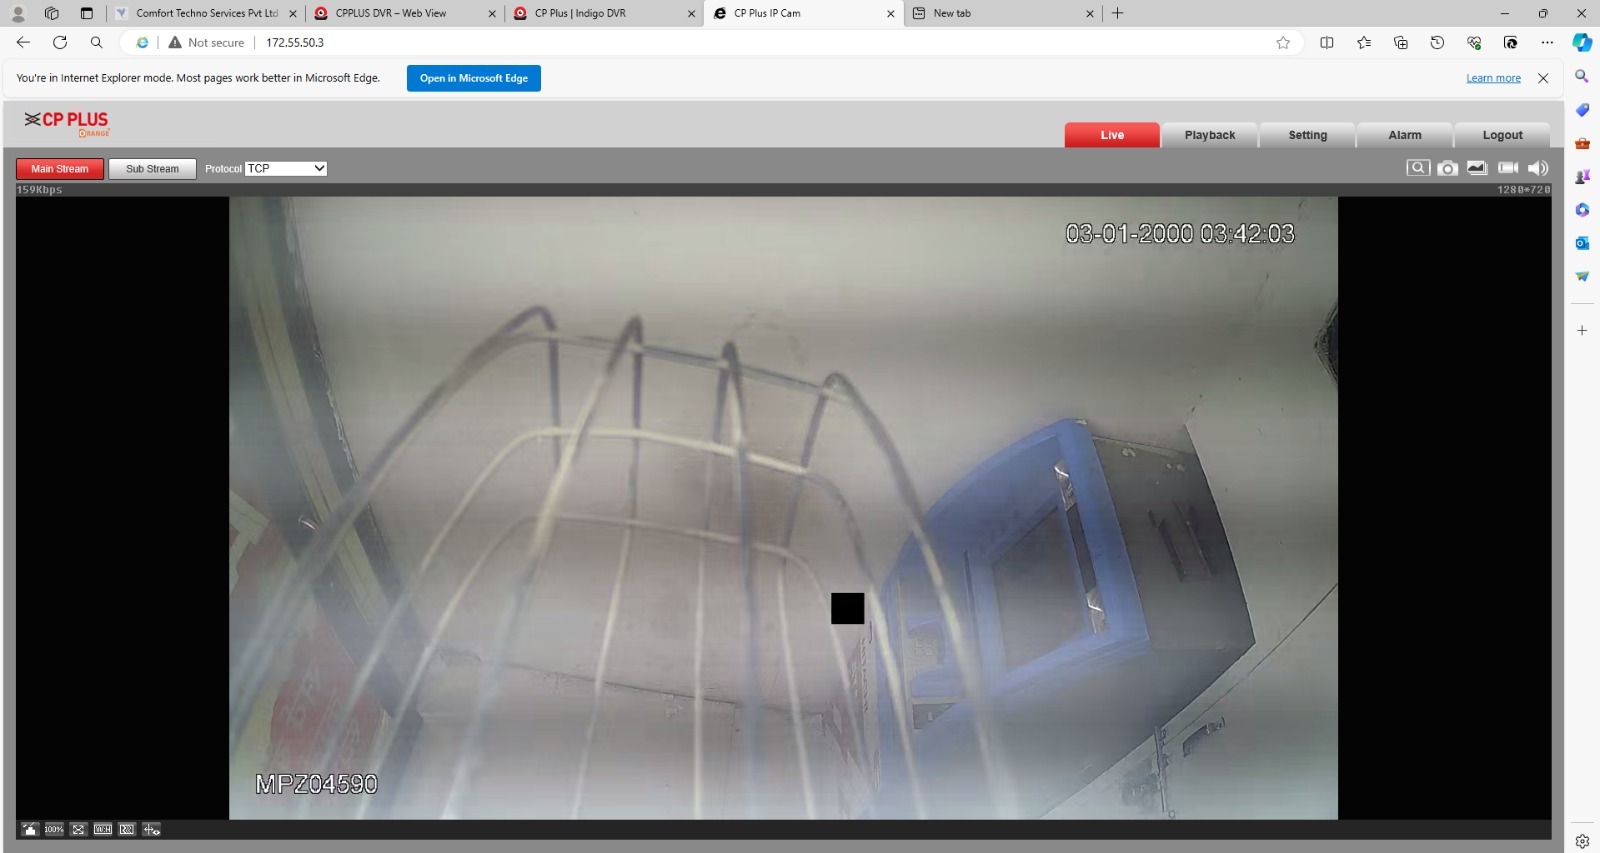 Comfort Techno Services Pvt Ltd
CPPLUS DVR – Web View
CP Plus | Indigo DVR
CP Plus IP Cam
New tab
Not secure
172.55.50.3
You're in Internet Explorer mode. Most pages work better in Microsoft Edge.
Open in Microsoft Edge
Learn more
CP PLUS
ORANGE
Live
Playback
Setting
Alarm
Logout
Main Stream
Sub Stream
Protocol
TCP
159Kbps
1280*720
03-01-2000 03:42:03
MPZ04590
100%
W:H